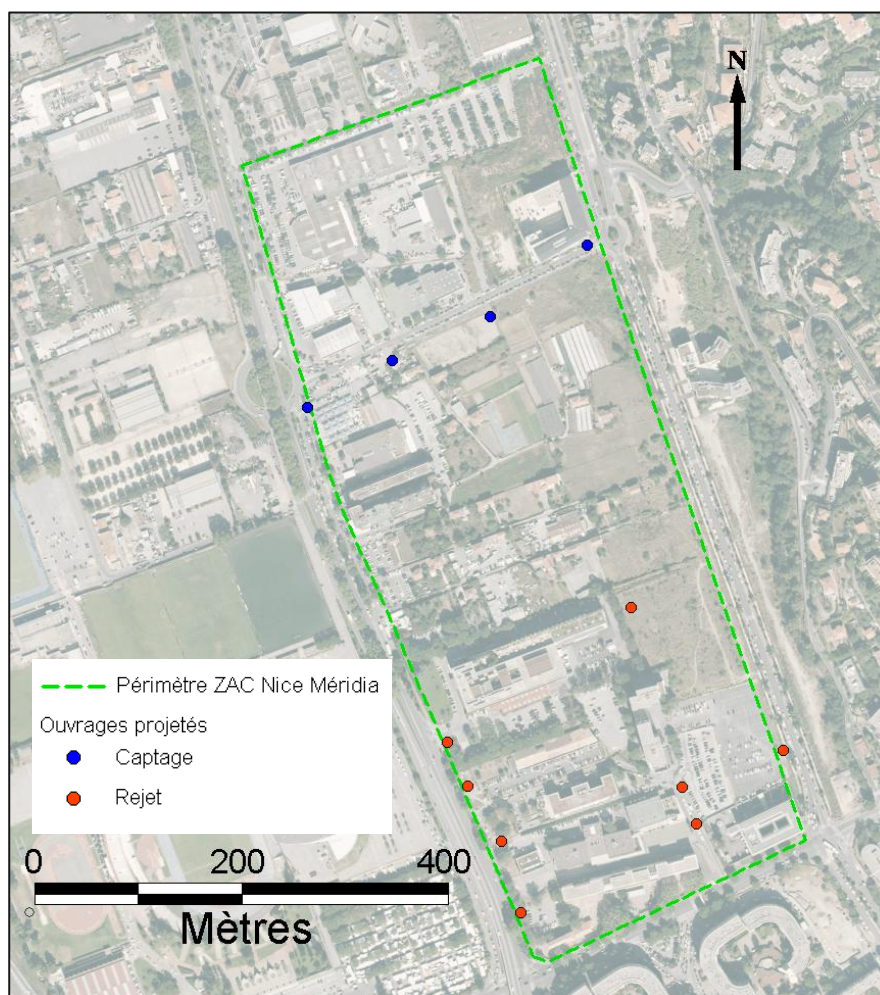 N
Périmètre ZAC Nice Méridia
Ouvrages projetés
Captage
Rejet
0 200 400
Mètres